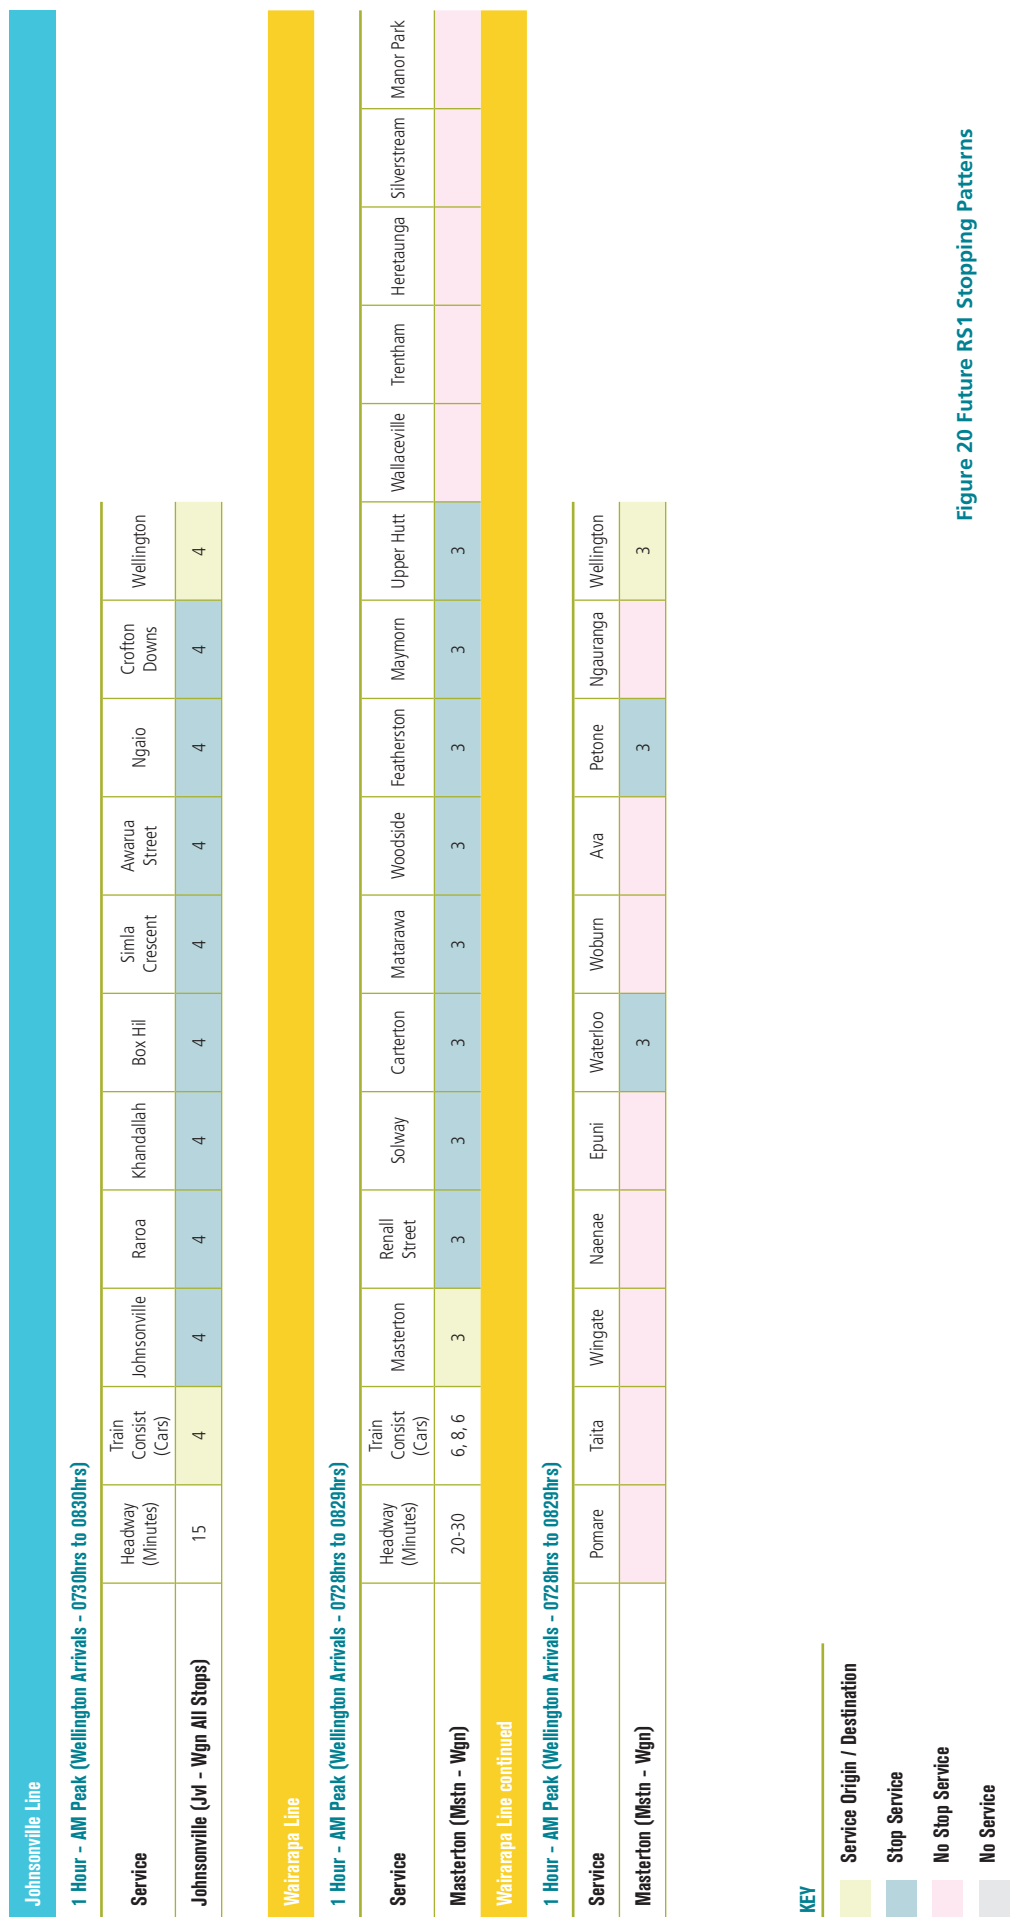 Johnsonville Line
1 Hour - AM Peak (Wellington Arrivals - 0730hrs to 0830hrs)
Service
Headway
(Minutes)
Train
Consist
(Cars)
Johnsonville
Raroa
Khandallah
Box Hil
Simla
Crescent
Awarua
Street
Ngaio
Crofton
Downs
Wellington
Johnsonville (Jvl - Wgn All Stops)
15
4
4
4
4
4
4
4
4
4
4
Wairarapa Line
1 Hour - AM Peak (Wellington Arrivals - 0728hrs to 0829hrs)
Service
Headway
(Minutes)
Train
Consist
(Cars)
Masterton
Renall
Street
Solway
Carterton
Matarawa
Woodside
Featherston
Maymorn
Upper Hutt
Wallaceville
Trentham
Heretaunga
Silverstream
Manor Park
Masterton (Mstn - Wgn)
20-30
6, 8, 6
3
3
3
3
3
3
3
3
3
Wairarapa Line continued
1 Hour - AM Peak (Wellington Arrivals - 0728hrs to 0829hrs)
Service
Pomare
Taita
Wingate
Naenae
Epuni
Waterloo
Woburn
Ava
Petone
Ngauranga
Wellington
Masterton (Mstn - Wgn)
3
3
3
KEY
Service Origin / Destination
Stop Service
No Stop Service
No Service
Figure 20 Future RS1 Stopping Patterns